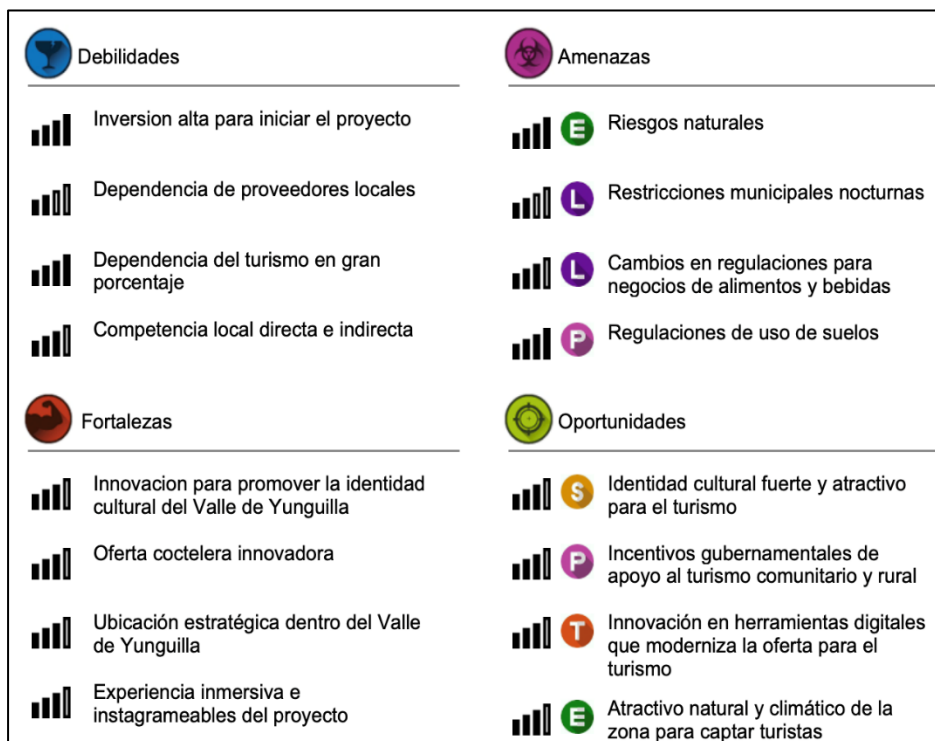 Debilidades
Inversion alta para iniciar el proyecto
Dependencia de proveedores locales
Dependencia del turismo en gran
porcentaje
Competencia local directa e indirecta
Amenazas
E
Riesgos naturales
L
Restricciones municipales nocturnas
L
Cambios en regulaciones para
negocios de alimentos y bebidas
P
Regulaciones de uso de suelos
Fortalezas
Innovacion para promover la identidad
cultural del Valle de Yunguilla
Oferta coctelera innovadora
Ubicación estratégica dentro del Valle
de Yunguilla
Experiencia inmersiva e
instagrameables del proyecto
Oportunidades
S
Identidad cultural fuerte y atractivo
para el turismo
P
Incentivos gubernamentales de
apoyo al turismo comunitario y rural
T
Innovación en herramientas digitales
que moderniza la oferta para el
turismo
E
Atractivo natural y climático de la
zona para captar turistas